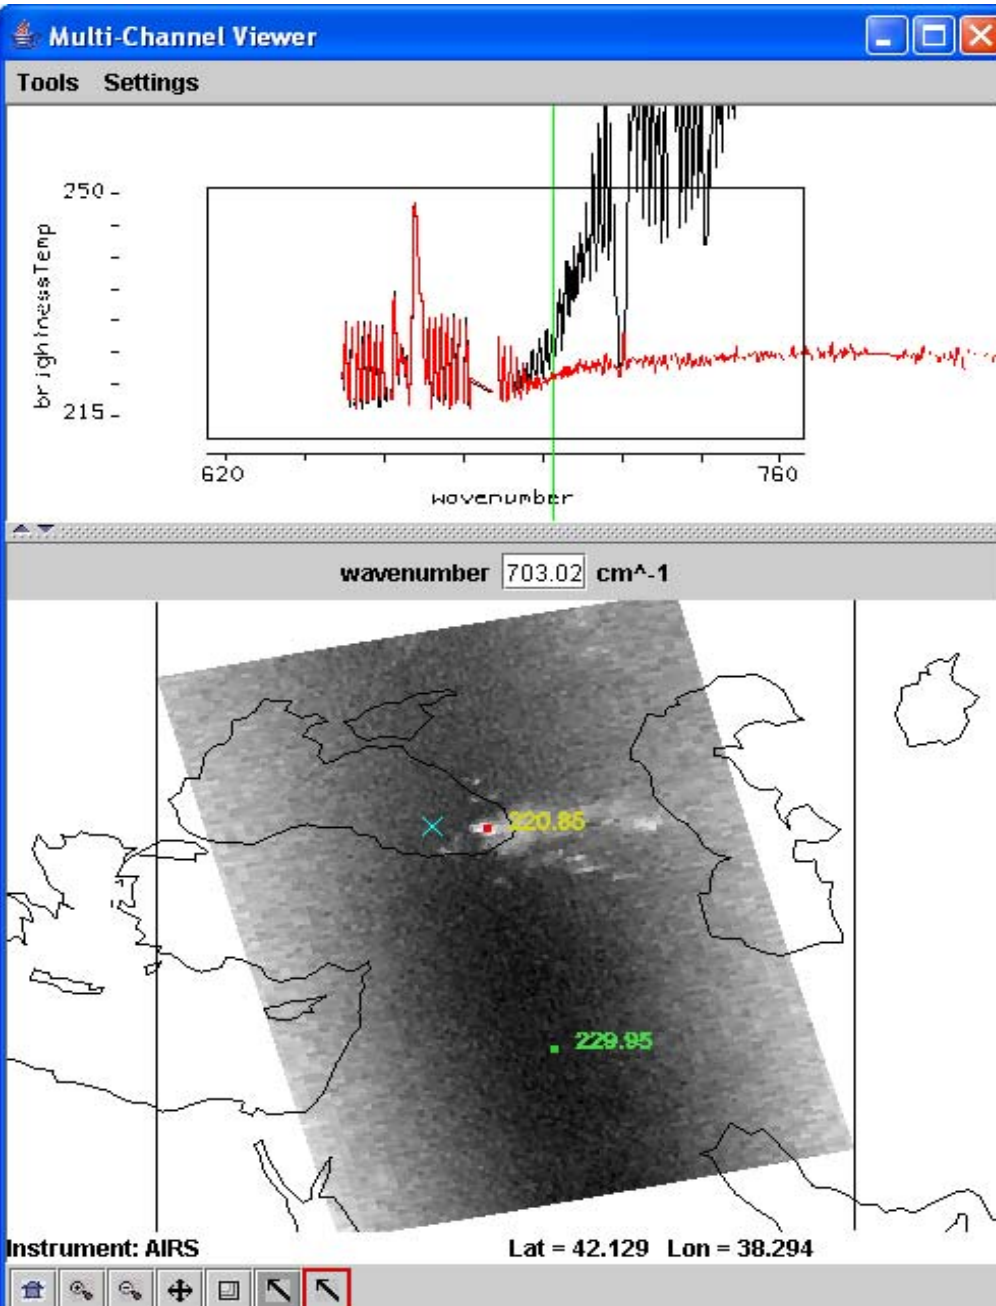 Multi-Channel Viewer
Tools Settings
250
brightnessTemp
215
620 760
wavenumber
wavenumber 703.02 cm^-1
220.85
229.95
Instrument: AIRS Lat = 42.129 Lon = 38.294